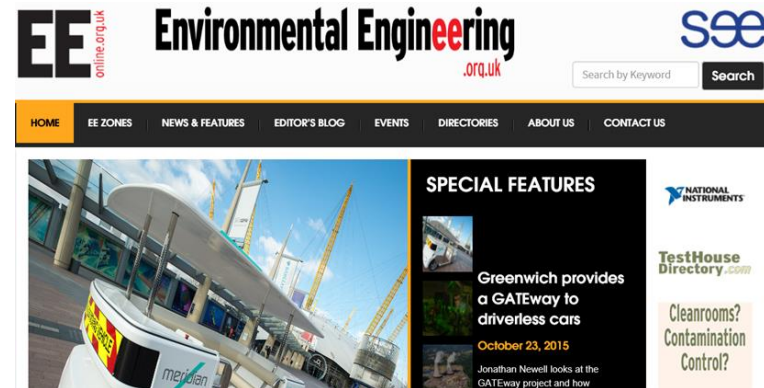 EE
online.org.uk
Environmental Engineering
.org.uk
see
Search by Keyword
Search
HOME
EE ZONES
NEWS & FEATURES
EDITOR'S BLOG
EVENTS
DIRECTORIES
ABOUT US
CONTACT US
meridian
SPECIAL FEATURES
Greenwich provides
a GATEway to
driverless cars
October 23, 2015
Jonathan Newell looks at the
GATEway project and how
NATIONAL
INSTRUMENTS
TestHouse
Directory.com
Cleanrooms?
Contamination
Control?